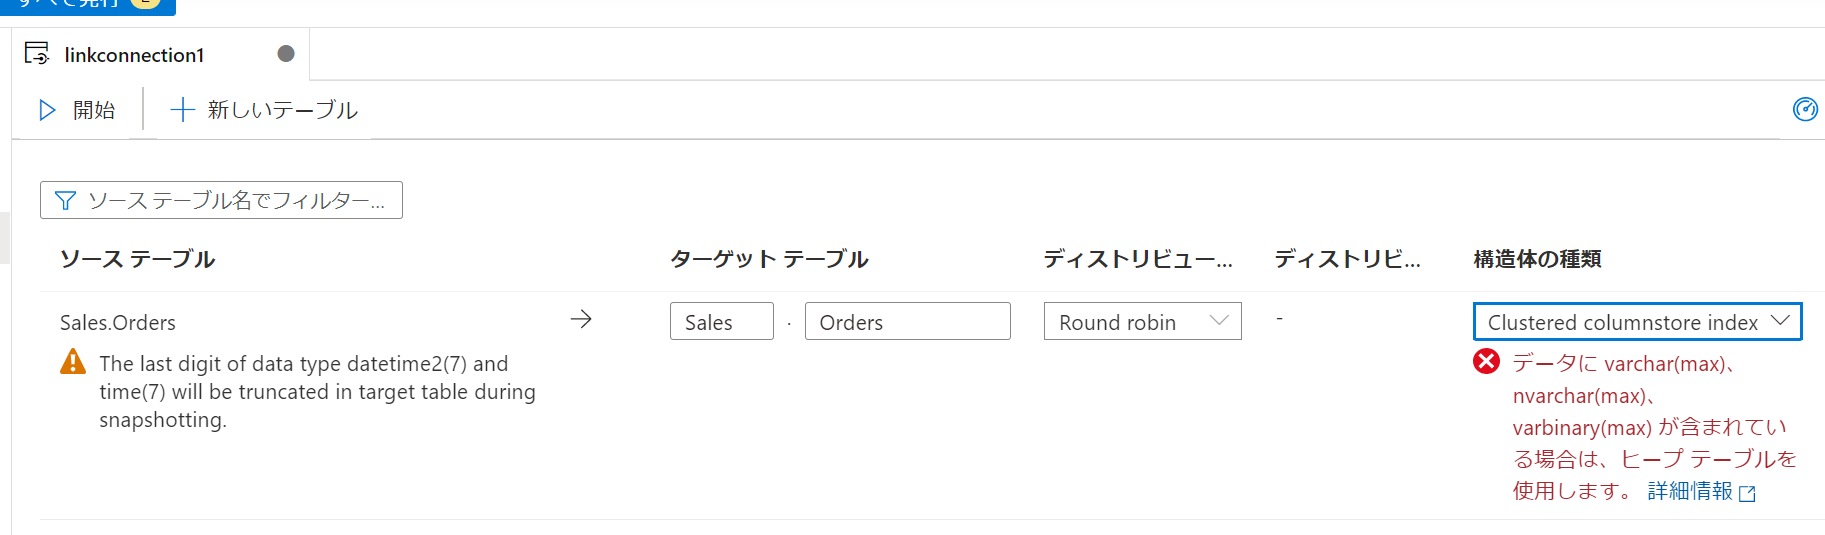 すべて発行 2
linkconnection1
開始
新しいテーブル
ソース テーブル名でフィルター...
ソース テーブル
ターゲット テーブル
ディストリビュー...
ディストリビ...
構造体の種類
Sales.Orders
Sales . Orders
Round robin
-
Clustered columnstore index
The last digit of data type datetime2(7) and
time(7) will be truncated in target table during
snapshotting.
データに varchar(max)、
nvarchar(max)、
varbinary(max) が含まれてい
る場合は、ヒープ テーブルを
使用します。 詳細情報